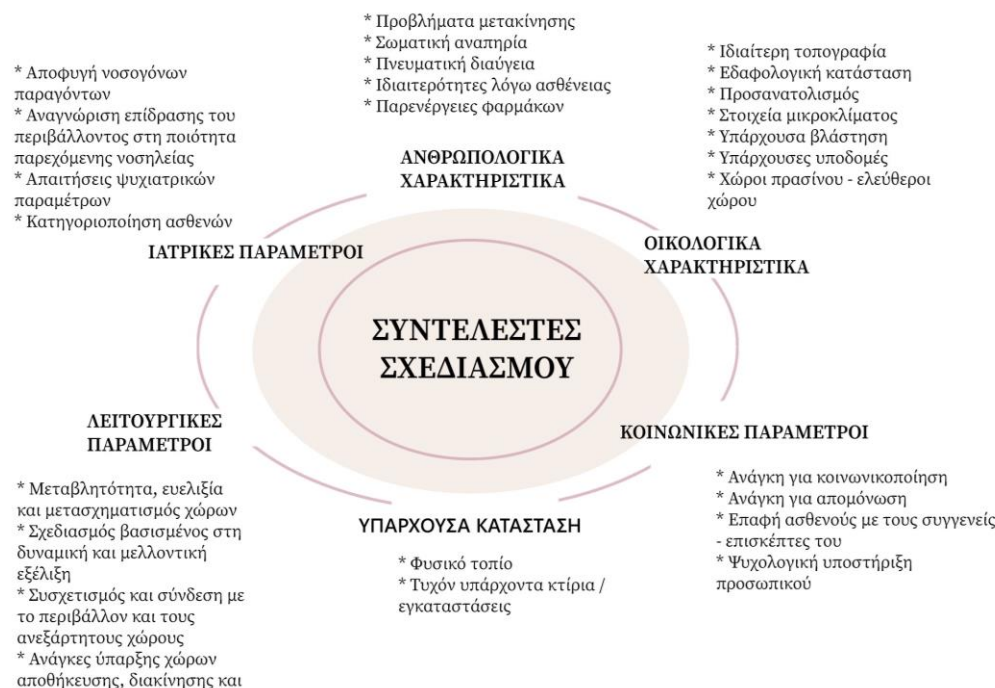 * Προβλήματα μετακίνησης
* Σωματική αναπηρία
* Πνευματική διαύγεια
* Ιδιαιτερότητες λόγω ασθένειας
* Παρενέργειες φαρμάκων
ΑΝΘΡΩΠΟΛΟΓΙΚΑ
ΧΑΡΑΚΤΗΡΙΣΤΙΚΑ
* Αποφυγή νοσογόνων
παραγόντων
* Αναγνώριση επίδρασης του
περιβάλλοντος στη ποιότητα
παρεχόμενης νοσηλείας
* Απαιτήσεις ψυχιατρικών
παραμέτρων
* Κατηγοριοποίηση ασθενών
ΙΑΤΡΙΚΕΣ ΠΑΡΑΜΕΤΡΟΙ
* Ιδιαίτερη τοπογραφία
* Εδαφολογική κατάσταση
* Προσανατολισμός
* Στοιχεία μικροκλίματος
* Υπάρχουσα βλάστηση
* Υπάρχουσες υποδομές
* Χώροι πρασίνου - ελεύθεροι
χώρου
ΟΙΚΟΛΟΓΙΚΑ
ΧΑΡΑΚΤΗΡΙΣΤΙΚΑ
ΣΥΝΤΕΛΕΣΤΕΣ
ΣΧΕΔΙΑΣΜΟΥ
ΛΕΙΤΟΥΡΓΙΚΕΣ
ΠΑΡΑΜΕΤΡΟΙ
* Μεταβλητότητα, ευελιξία
και μετασχηματισμός χώρων
* Σχεδιασμός βασισμένος στη
δυναμική και μελλοντική
εξέλιξη
* Συσχετισμός και σύνδεση με
το περιβάλλον και τους
ανεξάρτητους χώρους
* Ανάγκες ύπαρξης χώρων
αποθήκευσης, διακίνησης και
ΥΠΑΡΧΟΥΣΑ ΚΑΤΑΣΤΑΣΗ
* Φυσικό τοπίο
* Τυχόν υπάρχοντα κτίρια /
εγκαταστάσεις
ΚΟΙΝΩΝΙΚΕΣ ΠΑΡΑΜΕΤΡΟΙ
* Ανάγκη για κοινωνικοποίηση
* Ανάγκη για απομόνωση
* Επαφή ασθενούς με τους συγγενείς
- επισκέπτες του
* Ψυχολογική υποστήριξη
προσωπικού